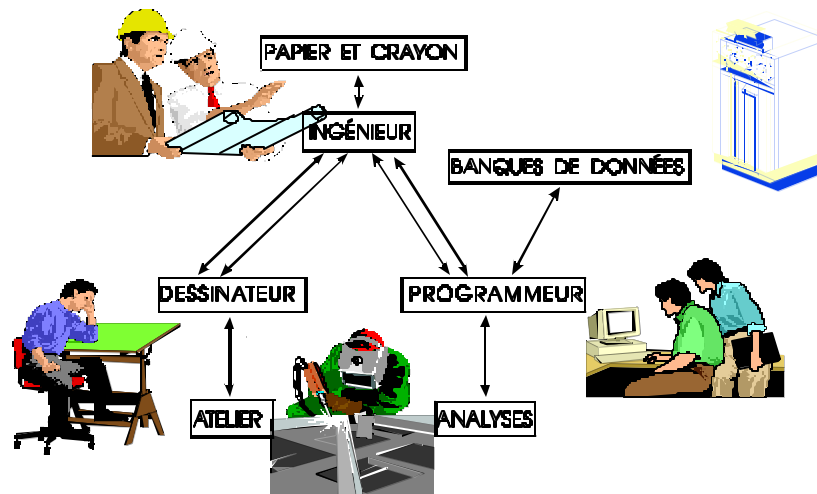 PAPIER ET CRAYON
INGÉNIEUR
BANQUES DE DONNÉES
DESSINATEUR
PROGRAMMEUR
ATELIER
ANALYSES